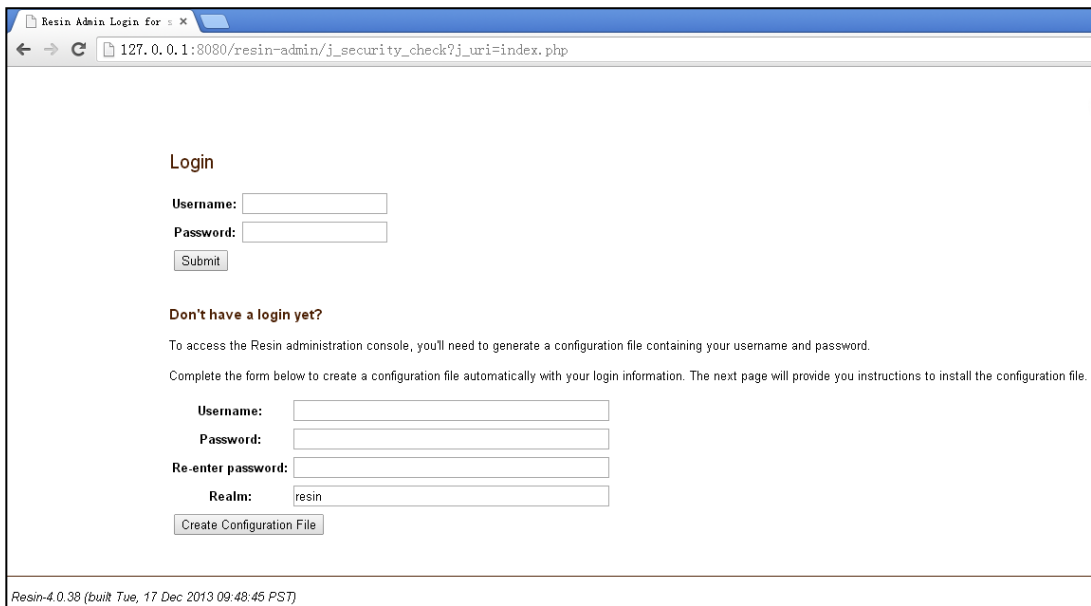 Resin Admin Login for s
127.0.0.1:8080/resin-admin/j_security_check?j_uri=index.php
Login
Username:
Password:
Submit
Don't have a login yet?
To access the Resin administration console, you'll need to generate a configuration file containing your username and password.
Complete the form below to create a configuration file automatically with your login information. The next page will provide you instructions to install the configuration file.
Username:
Password:
Re-enter password:
Realm: resin
Create Configuration File
Resin-4.0.38 (built Tue, 17 Dec 2013 09:48:45 PST)